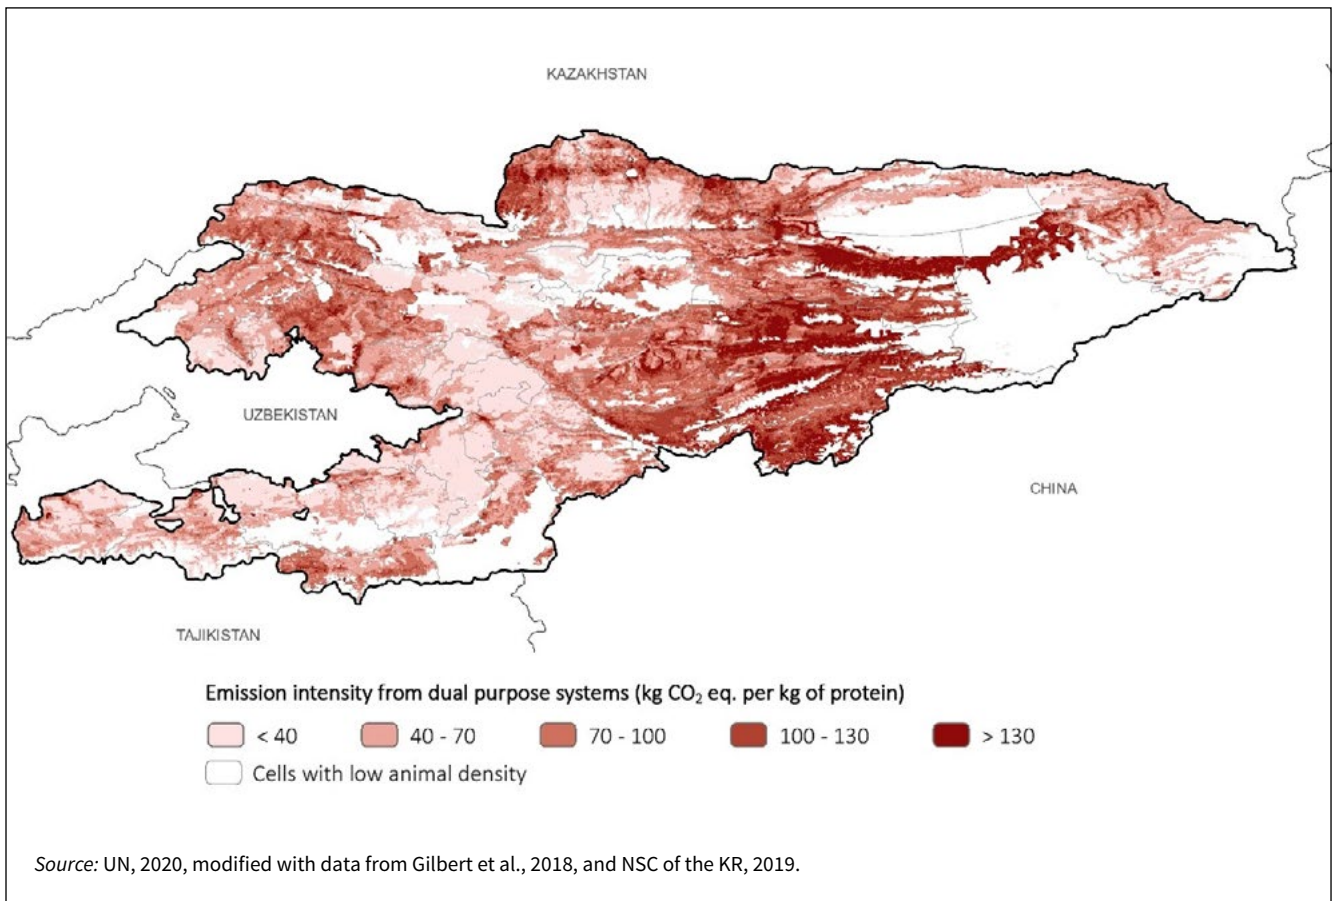 KAZAKHSTAN
UZBEKISTAN
CHINA
TAJIKISTAN
Emission intensity from dual purpose systems (kg CO₂ eq. per kg of protein)
< 40
40 - 70
70 - 100
100 - 130
> 130
Cells with low animal density
Source: UN, 2020, modified with data from Gilbert et al., 2018, and NSC of the KR, 2019.